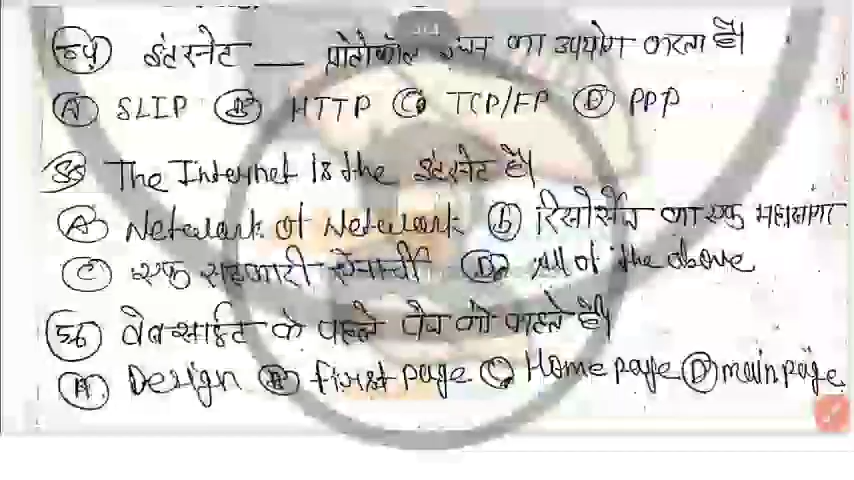 54 इंटरनेट ___ प्रोटोकॉल का उपयोग करता है।
A SLIP B HTTP C TCP/IP D PPP
55 The Internet is the इंटरनेट है।
A Network of Network B रिसोर्सेज का एक महासागर
C एक सहकारी D All of the above
56 वेबसाईट के पहले पेज को कहते है।
A Design B first page C Home page D main page